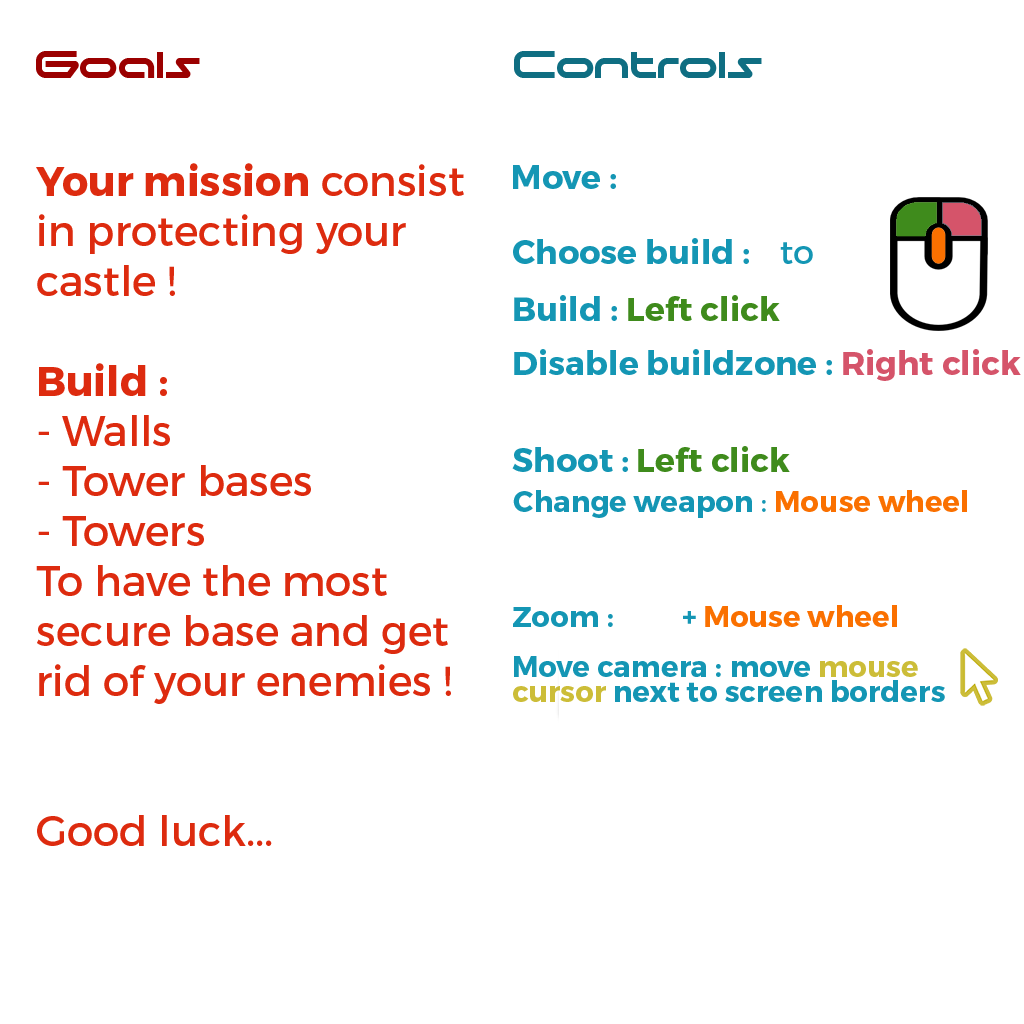 Goals
Your mission consist
in protecting your
castle !
Build :
- Walls
- Tower bases
- Towers
To have the most
secure base and get
rid of your enemies !
Good luck...
Controls
Move :
Choose build : to
Build : Left click
Disable buildzone : Right click
Shoot : Left click
Change weapon : Mouse wheel
Zoom : + Mouse wheel
Move camera : move mouse
cursor next to screen borders